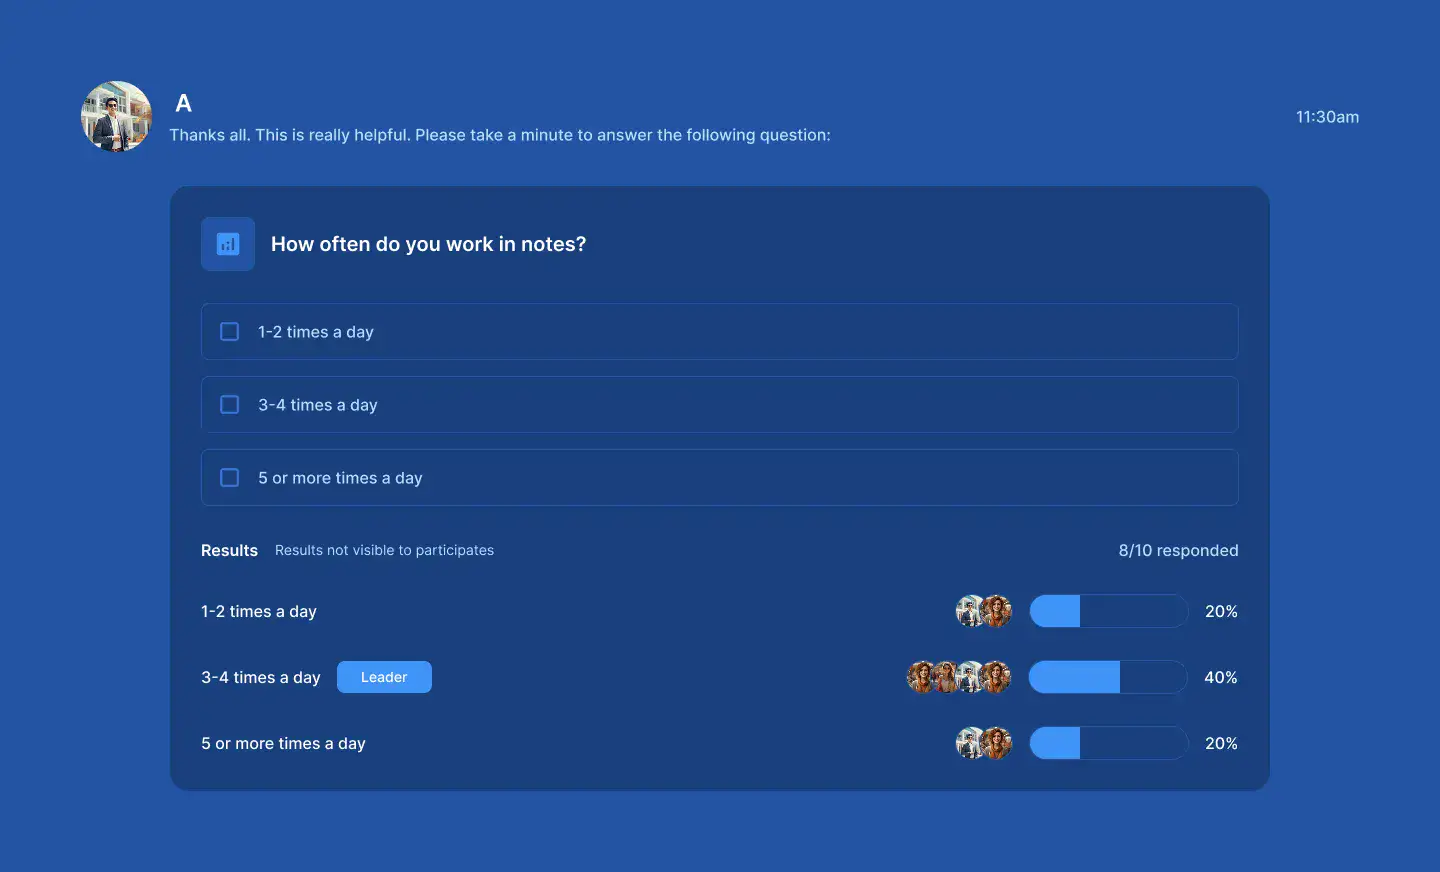 A
11:30am
Thanks all. This is really helpful. Please take a minute to answer the following question:
How often do you work in notes?
1-2 times a day
3-4 times a day
5 or more times a day
Results Results not visible to participates 8/10 responded
1-2 times a day 20%
3-4 times a day Leader 40%
5 or more times a day 20%